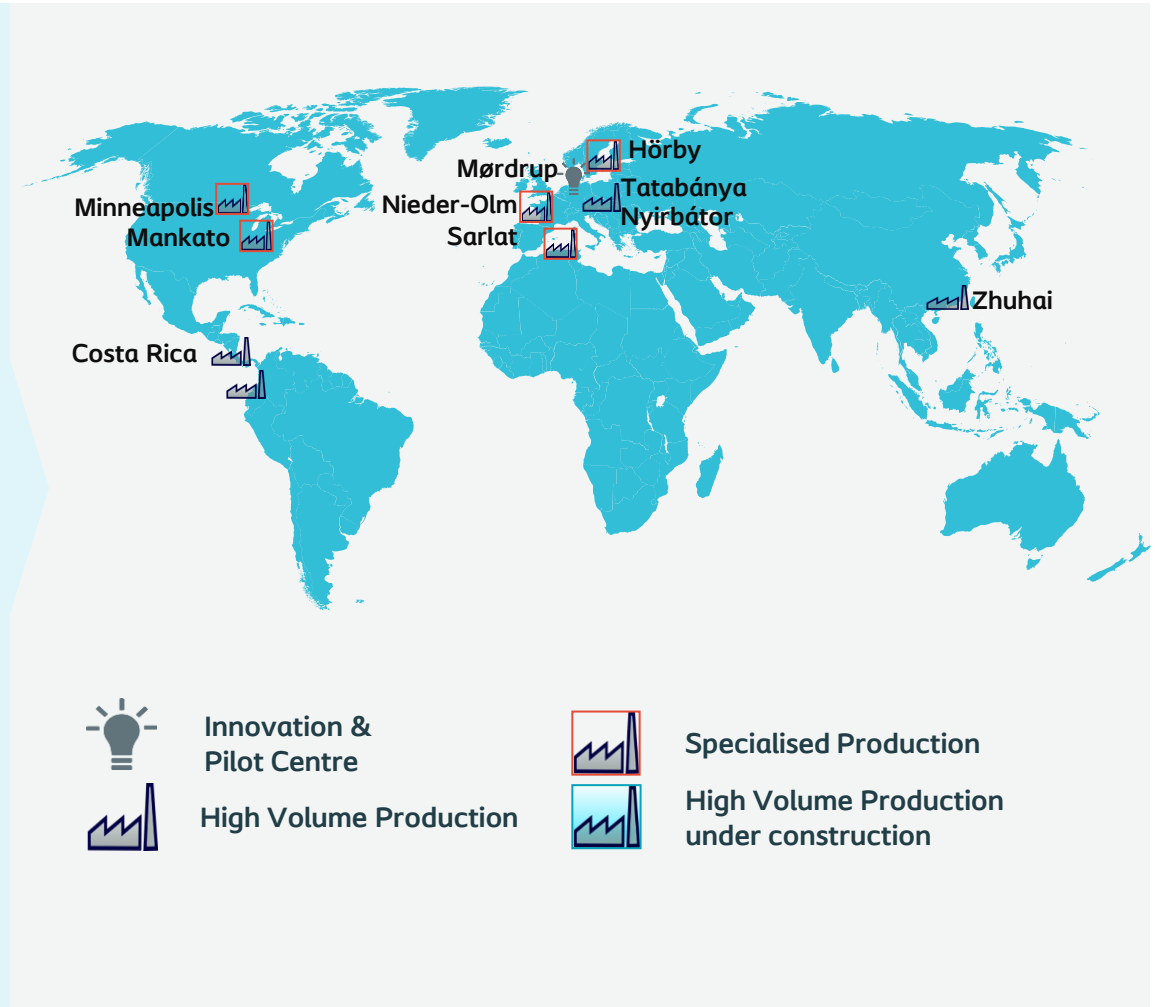 Hörby
Mørdrup
Tatabánya
Nieder-Olm
Nyirbátor
Minneapolis
Mankato
Sarlat
Zhuhai
Costa Rica
Innovation &
Pilot Centre
Specialised Production
High Volume Production
High Volume Production
under construction